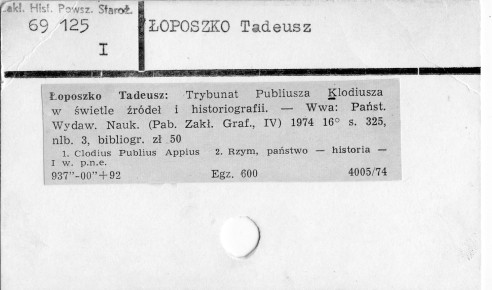 Zakł. Hist. Powsz. Staroż.
69 125
I
ŁOPOSZKO Tadeusz
Łoposzko Tadeusz: Trybunat Publiusza Klodiusza
w świetle źródeł i historiografii. — Wwa: Państ.
Wydaw. Nauk. (Pab. Zakł. Graf., IV) 1974 16° s. 325,
nlb. 3, bibliogr. zł 50
1. Clodius Publius Appius 2. Rzym, państwo — historia —
I w. p.n.e.
937"-00"+92 Egz. 600 4005/74